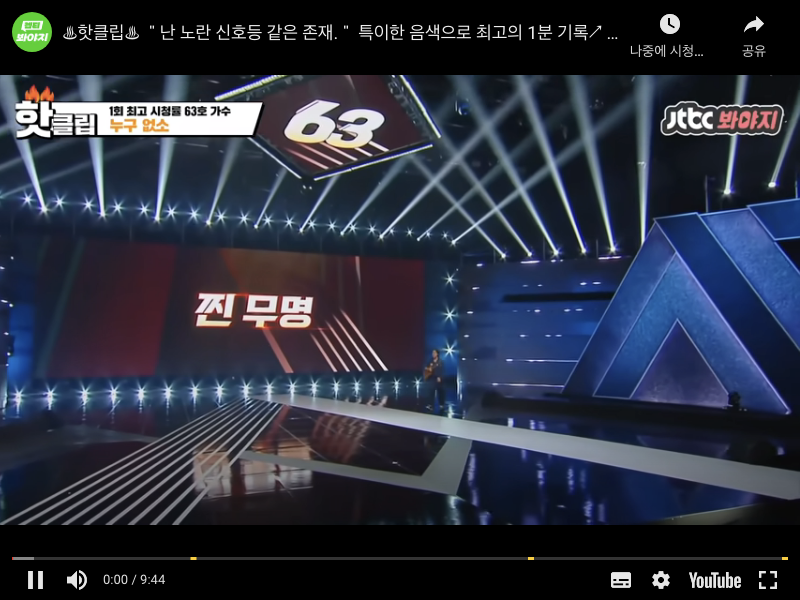 ♨핫클립♨ ＂난 노란 신호등 같은 존재.＂ 특이한 음색으로 최고의 1분 기록↗ ...
나중에 시청...
공유
핫클립
1회 최고 시청률 63호 가수
누구 없소
63
jtbc 봐야지
찐 무명
0:00 / 9:44
YouTube